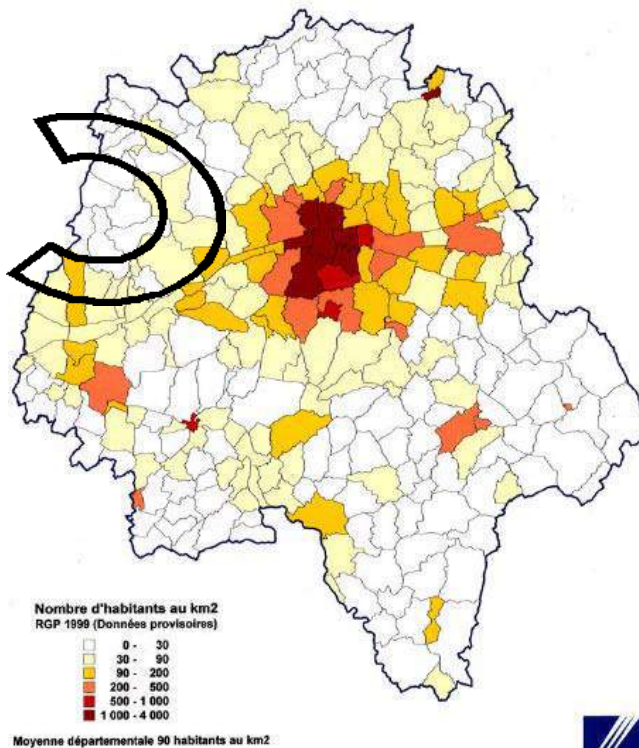 Nombre d'habitants au km2
RGP 1999 (Données provisoires)
0 - 30
30 - 90
90 - 200
200 - 500
500 - 1 000
1 000 - 4 000
Moyenne départementale 90 habitants au km2